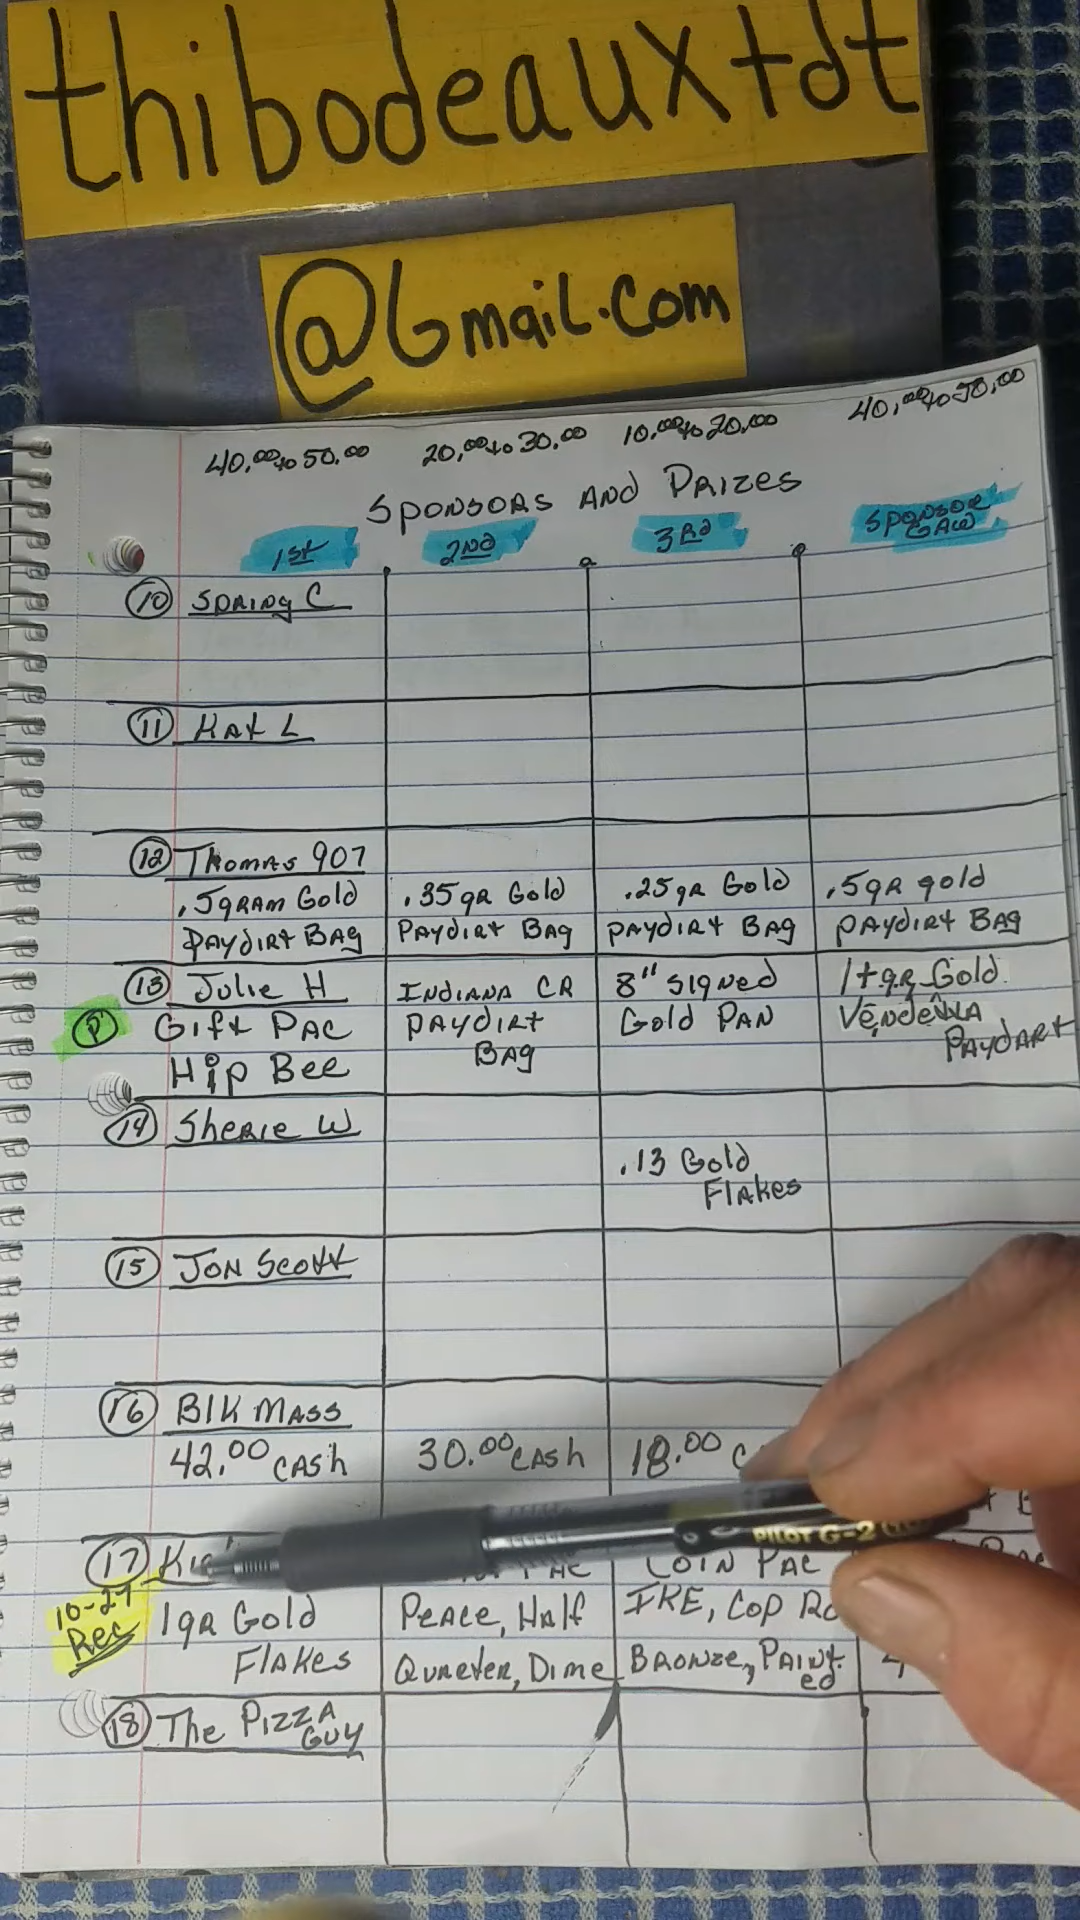 thibodeauxtdt
@Gmail.com
40.00 to 50.00 20.00 to 30.00 10.00 to 20.00 40.00 to 50.00
Sponsors And Prizes
1st 2nd 3rd Sponsor
GAW
10 Spring C
11 Kat L
12 Thomas 907
.5gram Gold .35gr Gold .25gr Gold .5gr gold
Paydirt Bag Paydirt Bag Paydirt Bag Paydirt Bag
13 Julie H Indiana CR 8" Signed 1+gr Gold
P Gift Pac Paydirt Gold Pan
Hip Bee Bag
14 Sherie W
.13 Gold
Flakes
15 Jon Scott
16 Blk Mass
42.00 Cash 30.00 Cash 18.00
17 Coin Pac
10-27 1gr Gold Peace, Half IKE, Cop
Rec Flakes Qureter, Dime Bronze, Painted
18 The Pizza
Guy
PILOT G-2